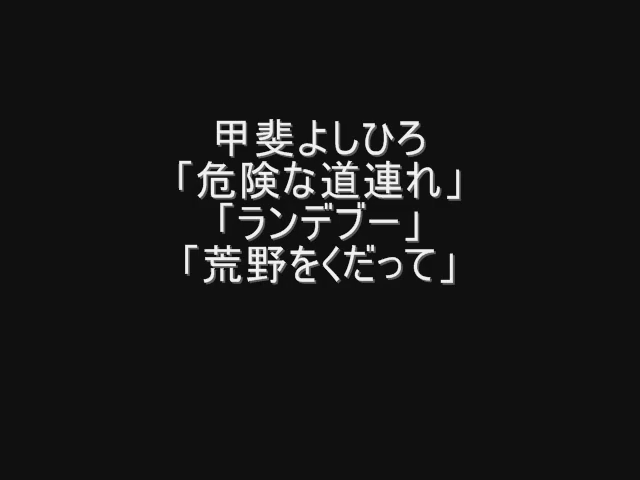 甲斐よしひろ
「危険な道連れ」
「ランデブー」
「荒野をくだって」